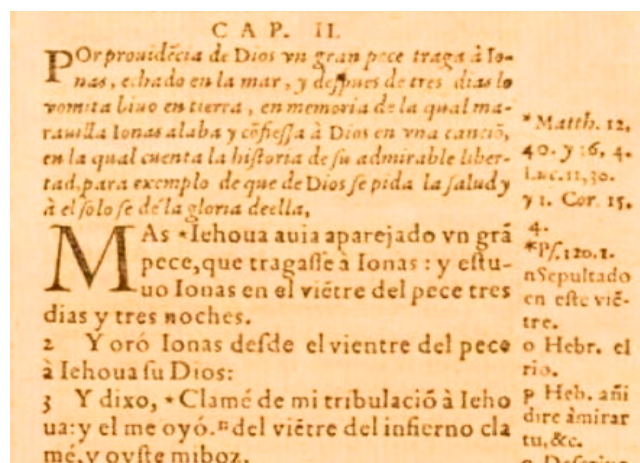 CAP. II.
POr prouidẽcia de Dios vn gran pece traga à Io-
nas, echado en la mar, y despues de tres dias lo
vomita biuo en tierra, en memoria de la qual ma-
rauilla Ionas alaba y cõfiessa à Dios en vna canciõ,
en la qual cuenta la historia de su admirable liber-
tad, para exemplo de que de Dios se pida la salud y
à el solo se dé la gloria deella,
MAs *Iehoua auia aparejado vn grã
pece, que tragasse à Ionas: y estu-
uo Ionas en el viẽtre del pece tres
dias y tres noches.
2 Y oró Ionas desde el vientre del pece
à Iehoua su Dios:
3 Y dixo, *Clamé de mi tribulaciõ à Ieho
ua: y el me oyó. ⁿdel viẽtre del infierno cla
mé, y oyste mi boz.
*Matth. 12,
40. y 16, 4.
Luc. 11, 30.
y 1. Cor. 15.
4.
*Ps. 120. 1.
n Sepultado
en este viẽ-
tre.
o Hebr. el
rio.
p Heb. añi
dire à mirar
tu, &c.